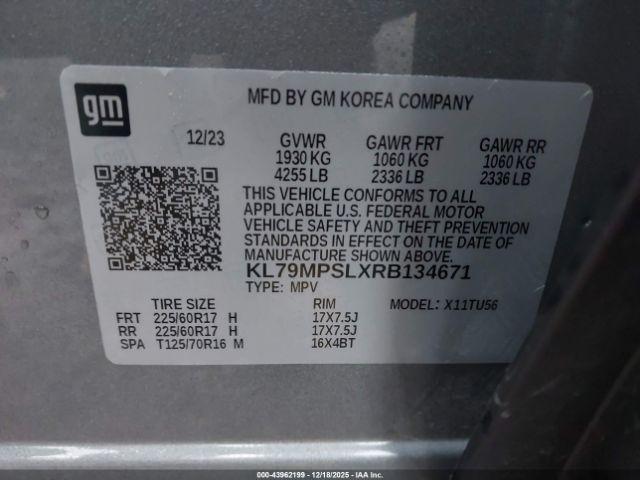 gm
MFD BY GM KOREA COMPANY
12/23 GVWR GAWR FRT GAWR RR
1930 KG 1060 KG 1060 KG
4255 LB 2336 LB 2336 LB
THIS VEHICLE CONFORMS TO ALL
APPLICABLE U.S. FEDERAL MOTOR
VEHICLE SAFETY AND THEFT PREVENTION
STANDARDS IN EFFECT ON THE DATE OF
MANUFACTURE SHOWN ABOVE.
KL79MPSLXRB134671
TYPE: MPV MODEL: X11TU56
TIRE SIZE RIM
FRT 225/60R17 H 17X7.5J
RR 225/60R17 H 17X7.5J
SPA T125/70R16 M 16X4BT
000-43962199 - 12/18/2025 - IAA Inc.